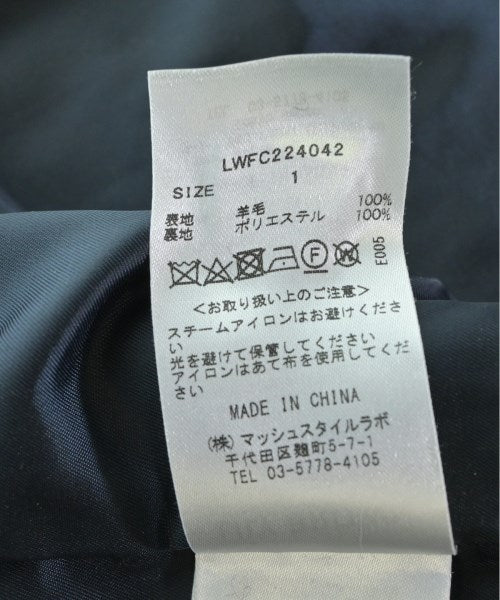 LWFC224042
SIZE 1
表地 羊毛 100%
裏地 ポリエステル 100%
F W E005
<お取り扱い上のご注意>
スチームアイロンはお避けくださ
い
光を避けて保管してください
アイロンはあて布を使用してくだ
さい
MADE IN CHINA
(株)マッシュスタイルラボ
千代田区麹町5-7-1
TEL 03-5778-4105